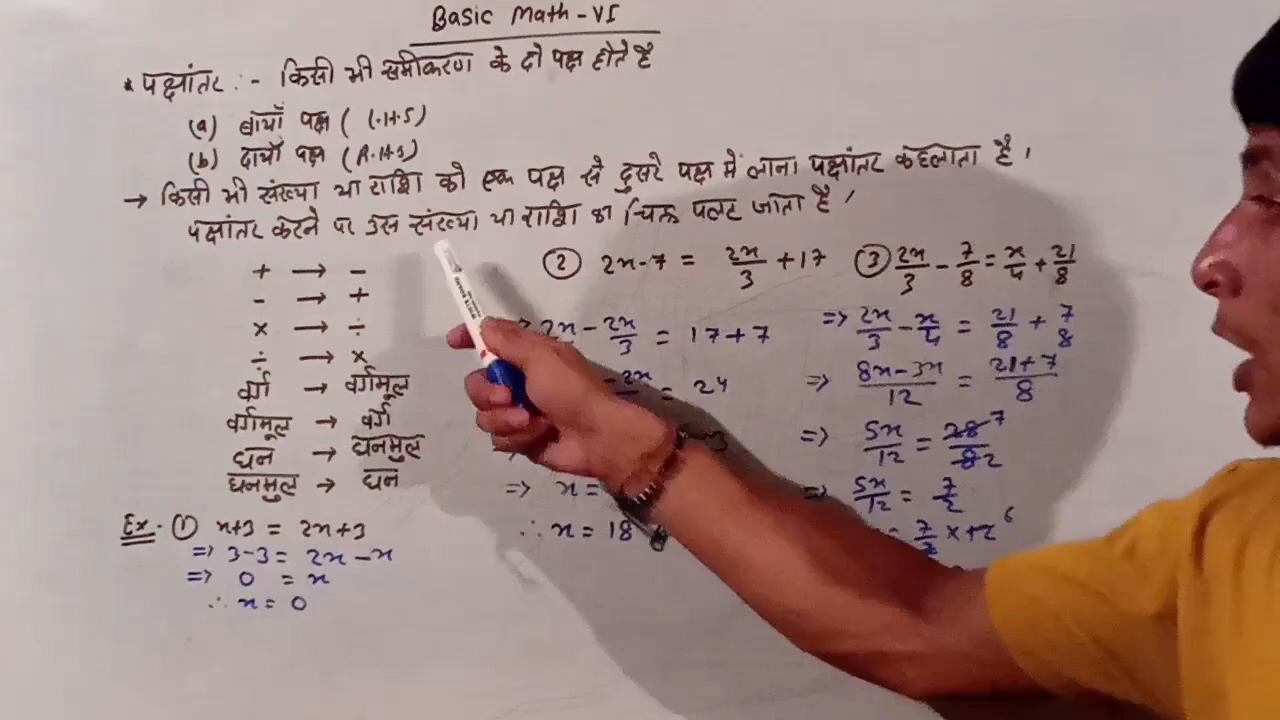 Basic Math - VI
* पक्षांतर :- किसी भी समीकरण के दो पक्ष होते है
(a) बायाँ पक्ष ( L.H.S)
(b) दायाँ पक्ष (R.H.S)
→ किसी भी संख्या या राशि को एक पक्ष से दुसरे पक्ष में लाना पक्षांतर कहलाता है।
पक्षांतर करने पर उस संख्या या राशि का चिह्न पलट जाता है।
+ → -
- → +
× → ÷
÷ → ×
वर्ग → वर्गमूल
वर्गमूल → वर्ग
घन → घनमुल
घनमुल → घन
Ex - ① x+3 = 2x+3
⇒ 3-3 = 2x-x
⇒ 0 = x
∴ x = 0
② 2x-7 = 2x/3 +17
⇒ 2x - 2x/3 = 17+7
-2x = 24
⇒ x =
∴ x = 18
③ 2x/3 - 7/8 = x/4 + 21/8
⇒ 2x/3 - x/4 = 21/8 + 7/8
⇒ 8x-3x/12 = 21+7/8
⇒ 5x/12 = 28/8 7/2
⇒ 5x/12 = 7/2
= 7/2 × 12 6